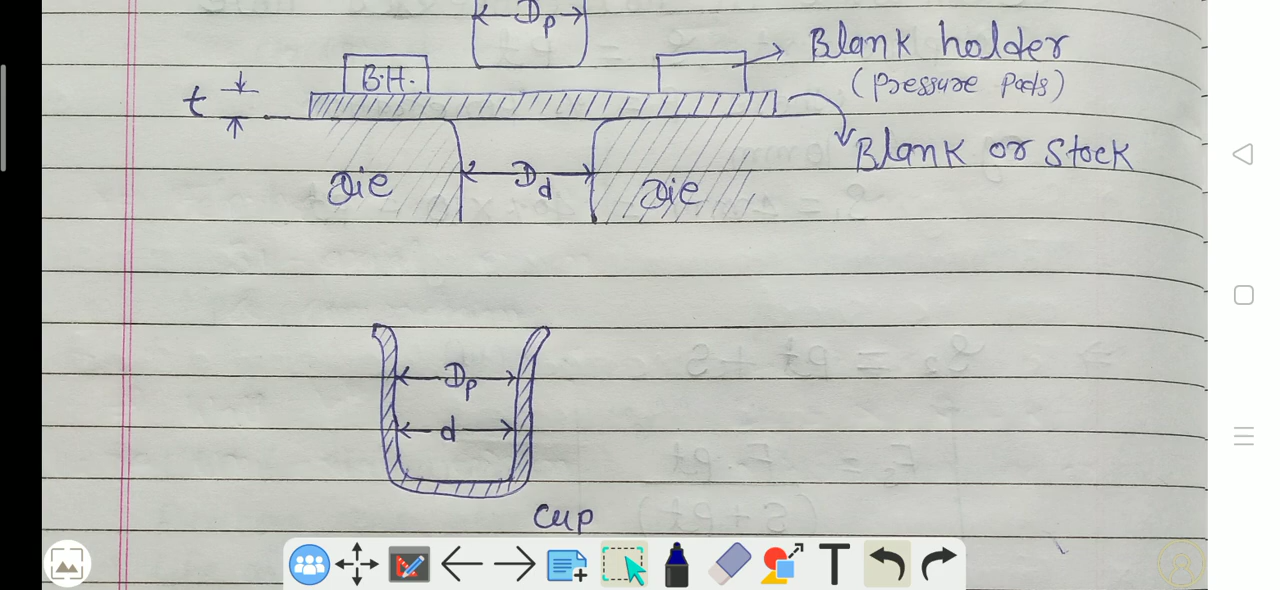 Dp
Blank holder
B.H.
(Pressure Pads)
t
Blank or Stock
Die
Dd
Die
Dp
d
Cup
T